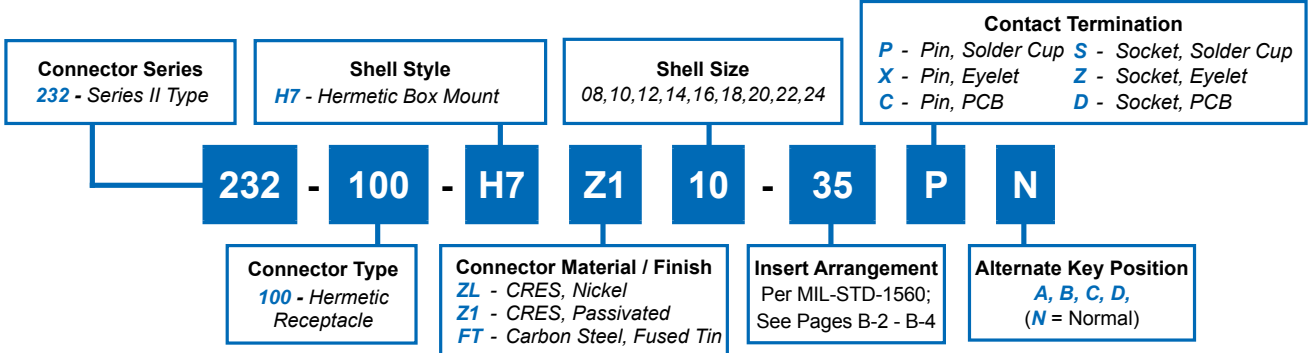 Connector Series
232 - Series II Type
Shell Style
H7 - Hermetic Box Mount
Shell Size
08,10,12,14,16,18,20,22,24
Contact Termination
P - Pin, Solder Cup S - Socket, Solder Cup
X - Pin, Eyelet Z - Socket, Eyelet
C - Pin, PCB D - Socket, PCB
232 - 100 - H7 Z1 10 - 35 P N
Connector Type
100 - Hermetic
Receptacle
Connector Material / Finish
ZL - CRES, Nickel
Z1 - CRES, Passivated
FT - Carbon Steel, Fused Tin
Insert Arrangement
Per MIL-STD-1560;
See Pages B-2 - B-4
Alternate Key Position
A, B, C, D,
(N = Normal)